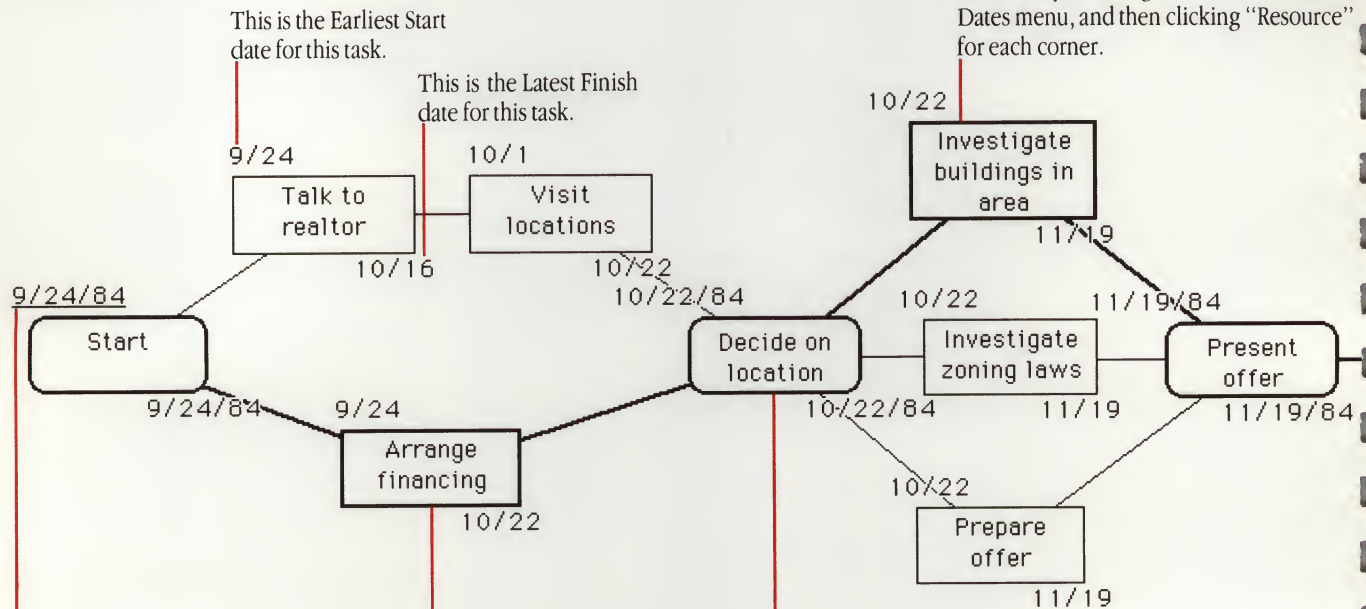 This is the Earliest Start
date for this task.
This is the Latest Finish
date for this task.
Dates menu, and then clicking “Resource”
for each corner.
9/24
Talk to
realtor
10/16
10/1
Visit
locations
10/22
10/22
Investigate
buildings in
area
11/19
9/24/84
Start
9/24/84
9/24
Arrange
financing
10/22
10/22/84
Decide on
location
10/22/84
10/22
Investigate
zoning laws
11/19
11/19/84
Present
offer
11/19/84
10/22
Prepare
offer
11/19